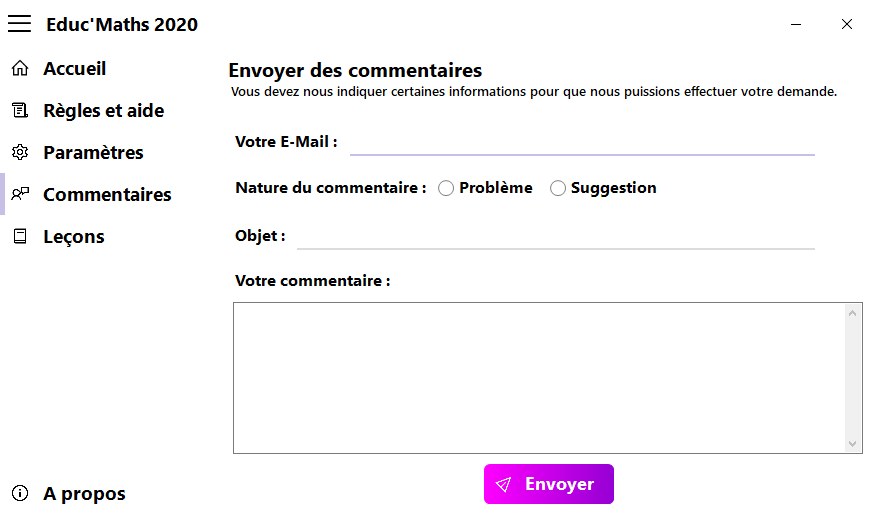 Educ'Maths 2020
Accueil
Règles et aide
Paramètres
Commentaires
Leçons
A propos
Envoyer des commentaires
Vous devez nous indiquer certaines informations pour que nous puissions effectuer votre demande.
Votre E-Mail :
Nature du commentaire : Problème Suggestion
Objet :
Votre commentaire :
Envoyer